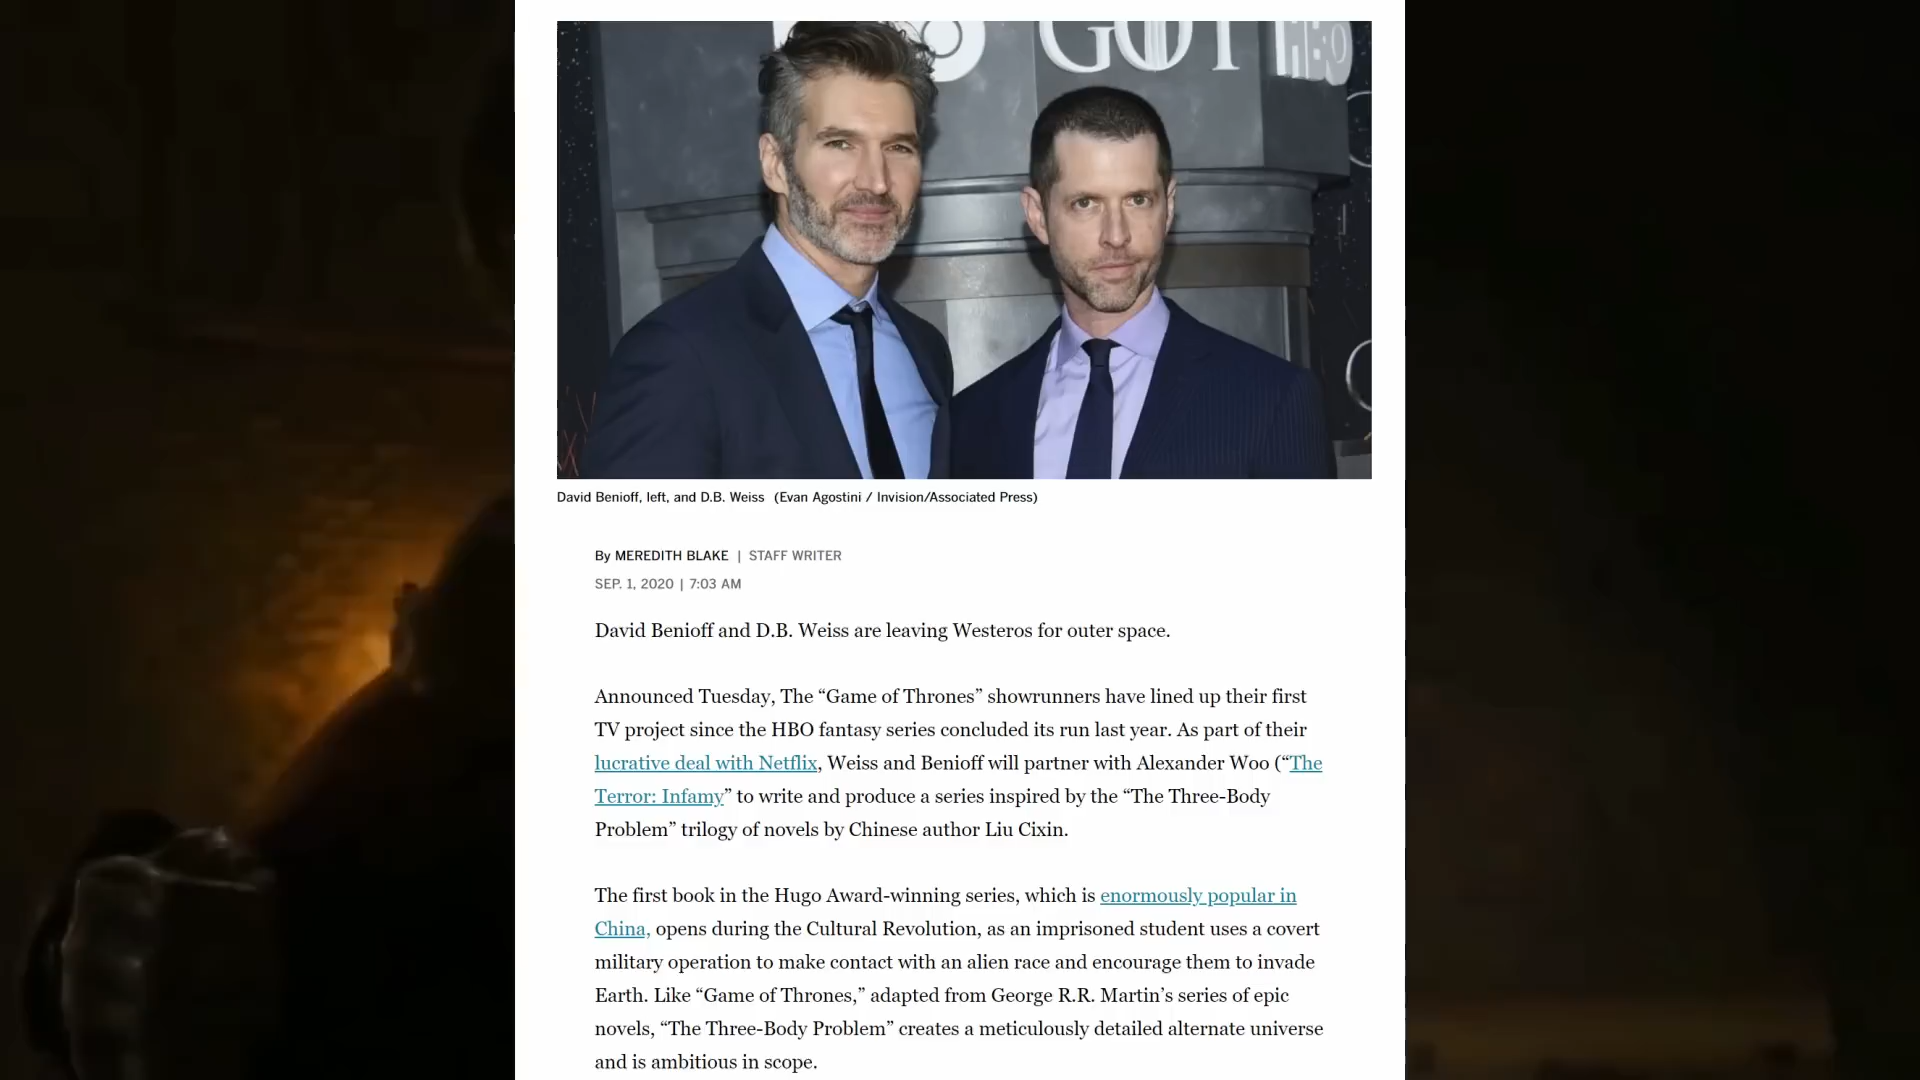 GOT HBO
David Benioff, left, and D.B. Weiss (Evan Agostini / Invision/Associated Press)
By MEREDITH BLAKE | STAFF WRITER
SEP. 1, 2020 | 7:03 AM
David Benioff and D.B. Weiss are leaving Westeros for outer space.
Announced Tuesday, The “Game of Thrones” showrunners have lined up their first
TV project since the HBO fantasy series concluded its run last year. As part of their
lucrative deal with Netflix, Weiss and Benioff will partner with Alexander Woo (“The
Terror: Infamy” to write and produce a series inspired by the “The Three-Body
Problem” trilogy of novels by Chinese author Liu Cixin.
The first book in the Hugo Award-winning series, which is enormously popular in
China, opens during the Cultural Revolution, as an imprisoned student uses a covert
military operation to make contact with an alien race and encourage them to invade
Earth. Like “Game of Thrones,” adapted from George R.R. Martin’s series of epic
novels, “The Three-Body Problem” creates a meticulously detailed alternate universe
and is ambitious in scope.